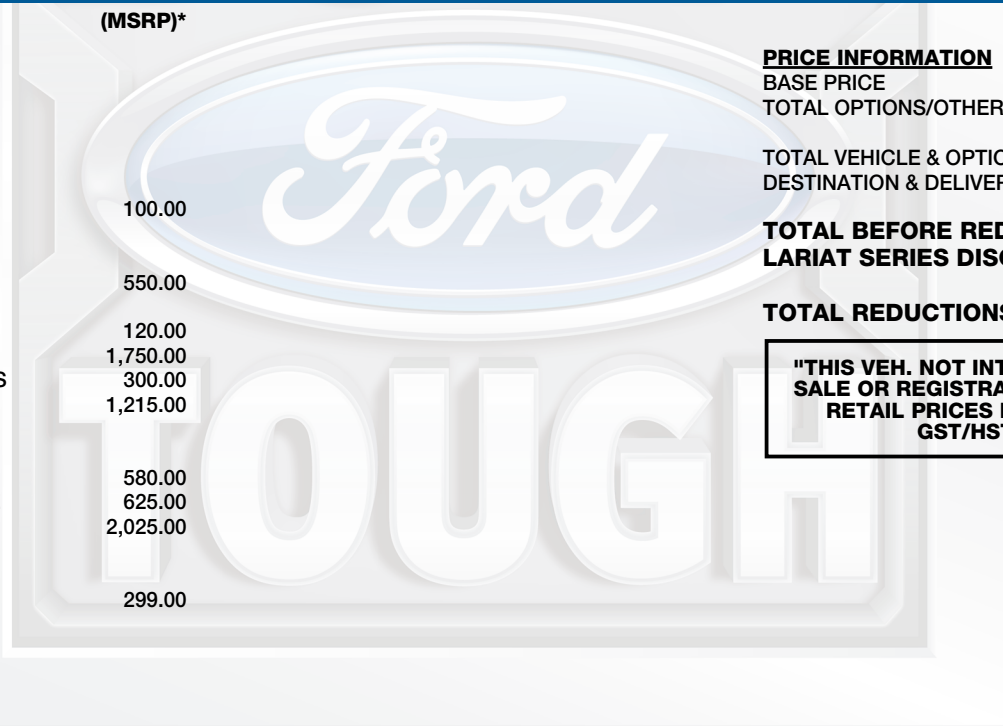 (MSRP)*
100.00
550.00
120.00
1,750.00
S 300.00
1,215.00
580.00
625.00
2,025.00
299.00
Ford
TOUGH
PRICE INFORMATION
BASE PRICE
TOTAL OPTIONS/OTHER
TOTAL VEHICLE & OPTIO
DESTINATION & DELIVER
TOTAL BEFORE RED
LARIAT SERIES DISC
TOTAL REDUCTIONS
"THIS VEH. NOT INT
SALE OR REGISTRA
RETAIL PRICES
GST/HST